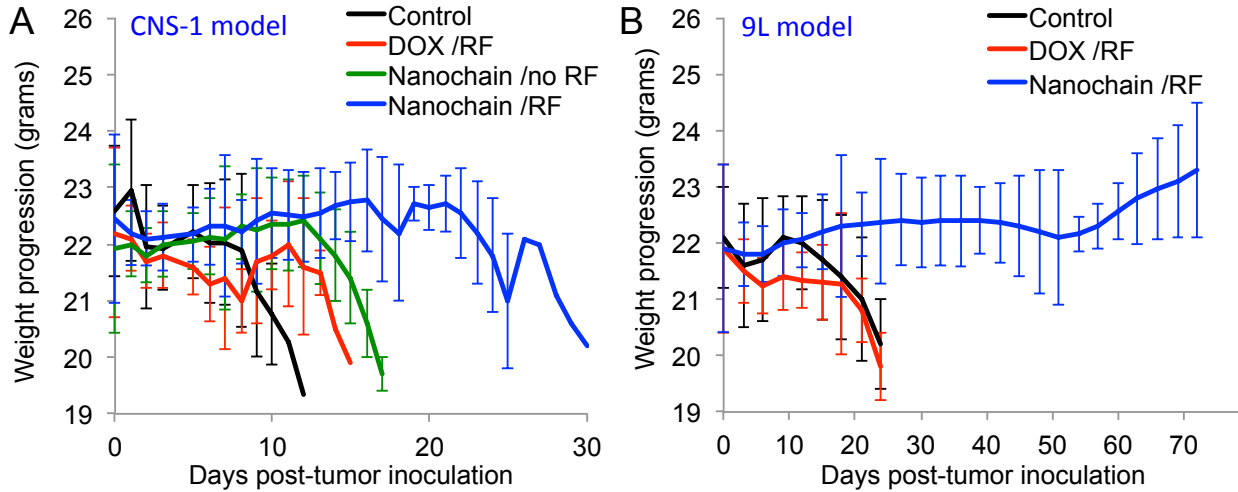 A
CNS-1 model
Control
DOX /RF
Nanochain /no RF
Nanochain /RF
Weight progression (grams)
26
25
24
23
22
21
20
19
0
10
20
30
Days post-tumor inoculation
B
9L model
Control
DOX /RF
Nanochain /RF
Weight progression (grams)
26
25
24
23
22
21
20
19
0
10
20
30
40
50
60
70
Days post-tumor inoculation